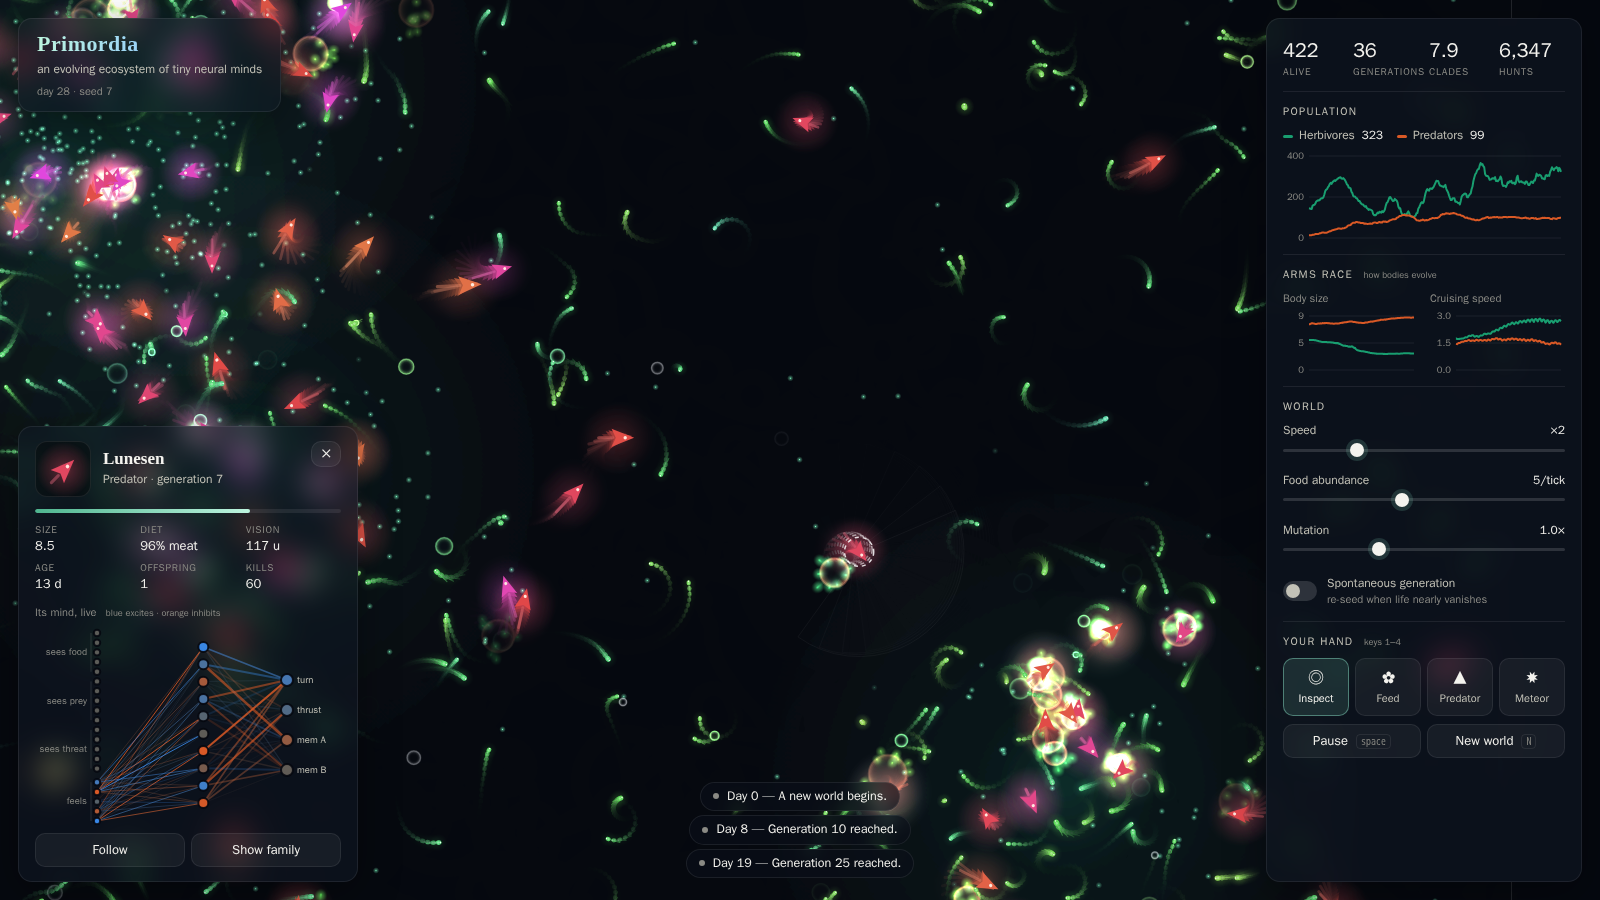 Primordia
an evolving ecosystem of tiny neural minds
day 28 · seed 7
422 36 7.9 6,347
ALIVE GENERATIONS CLADES HUNTS
POPULATION
Herbivores 323 Predators 99
400
200
0
ARMS RACE how bodies evolve
Body size Cruising speed
9 3.0
5 1.5
0 0.0
WORLD
Speed ×2
Food abundance 5/tick
Mutation 1.0×
Spontaneous generation
re-seed when life nearly vanishes
YOUR HAND keys 1–4
Inspect Feed Predator Meteor
Pause space New world N
Lunesen ×
Predator · generation 7
SIZE DIET VISION
8.5 96% meat 117 u
AGE OFFSPRING KILLS
13 d 1 60
Its mind, live blue excites · orange inhibits
sees food
sees prey
sees threat
feels
turn
thrust
mem A
mem B
Follow Show family
Day 0 — A new world begins.
Day 8 — Generation 10 reached.
Day 19 — Generation 25 reached.